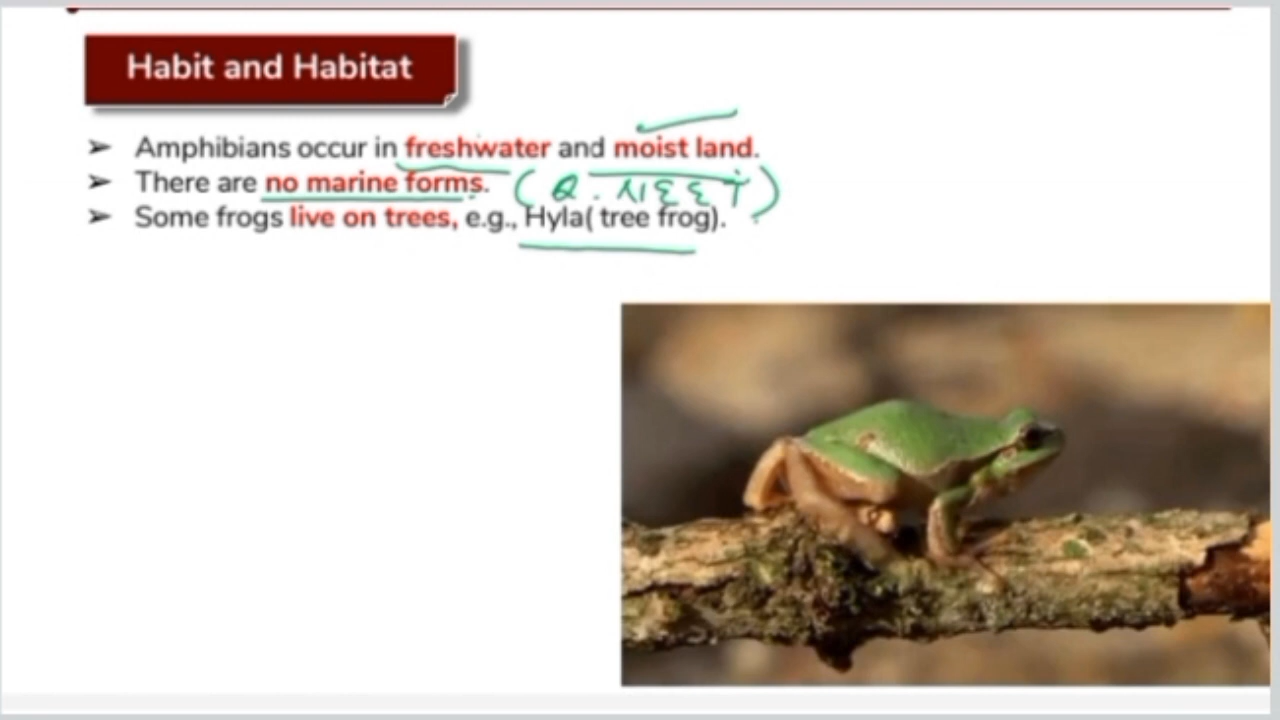 Habit and Habitat
➢ Amphibians occur in freshwater and moist land.
➢ There are no marine forms. (Q. NEET)
➢ Some frogs live on trees, e.g., Hyla( tree frog).